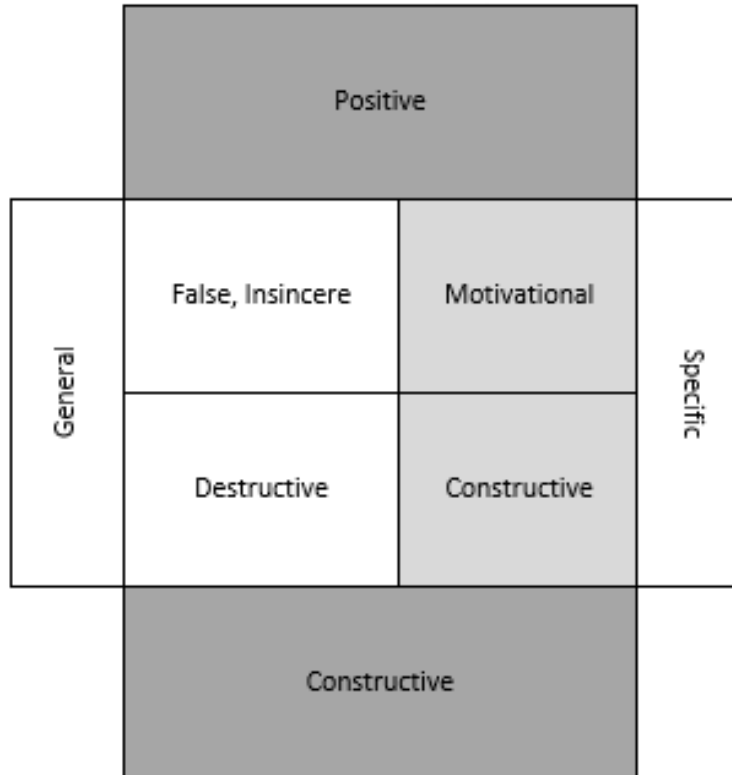 Positive
General
False, Insincere
Motivational
Specific
Destructive
Constructive
Constructive